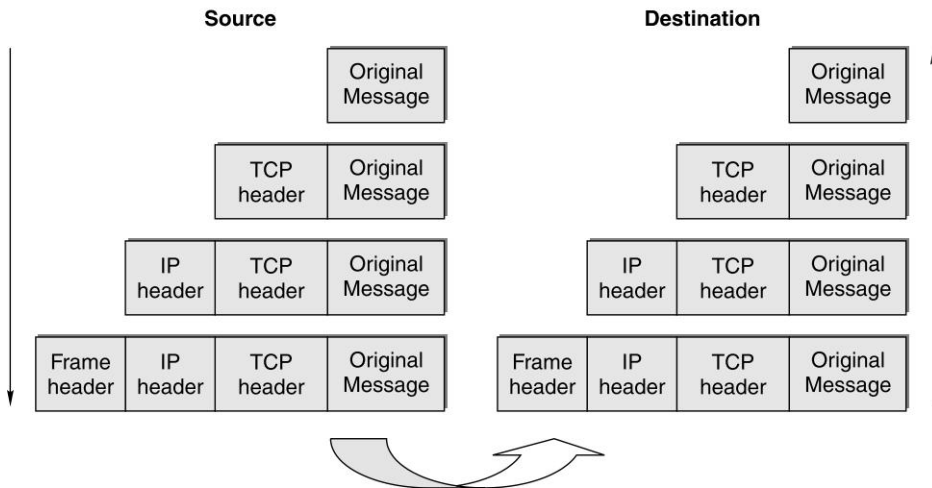 Source
Destination
Original
Message
Original
Message
TCP
header
Original
Message
TCP
header
Original
Message
IP
header
TCP
header
Original
Message
IP
header
TCP
header
Original
Message
Frame
header
IP
header
TCP
header
Original
Message
Frame
header
IP
header
TCP
header
Original
Message